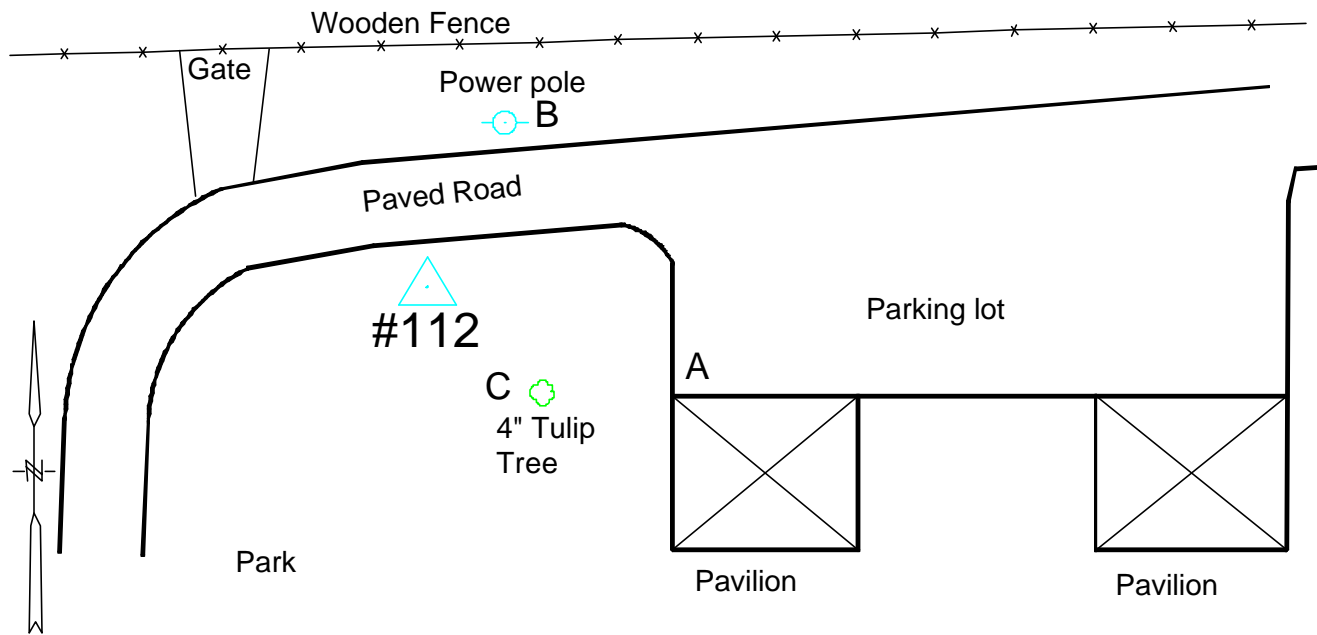 Wooden Fence
Gate
Power pole
B
Paved Road
#112
Parking lot
A
C
4" Tulip
Tree
N
Park
Pavilion
Pavilion